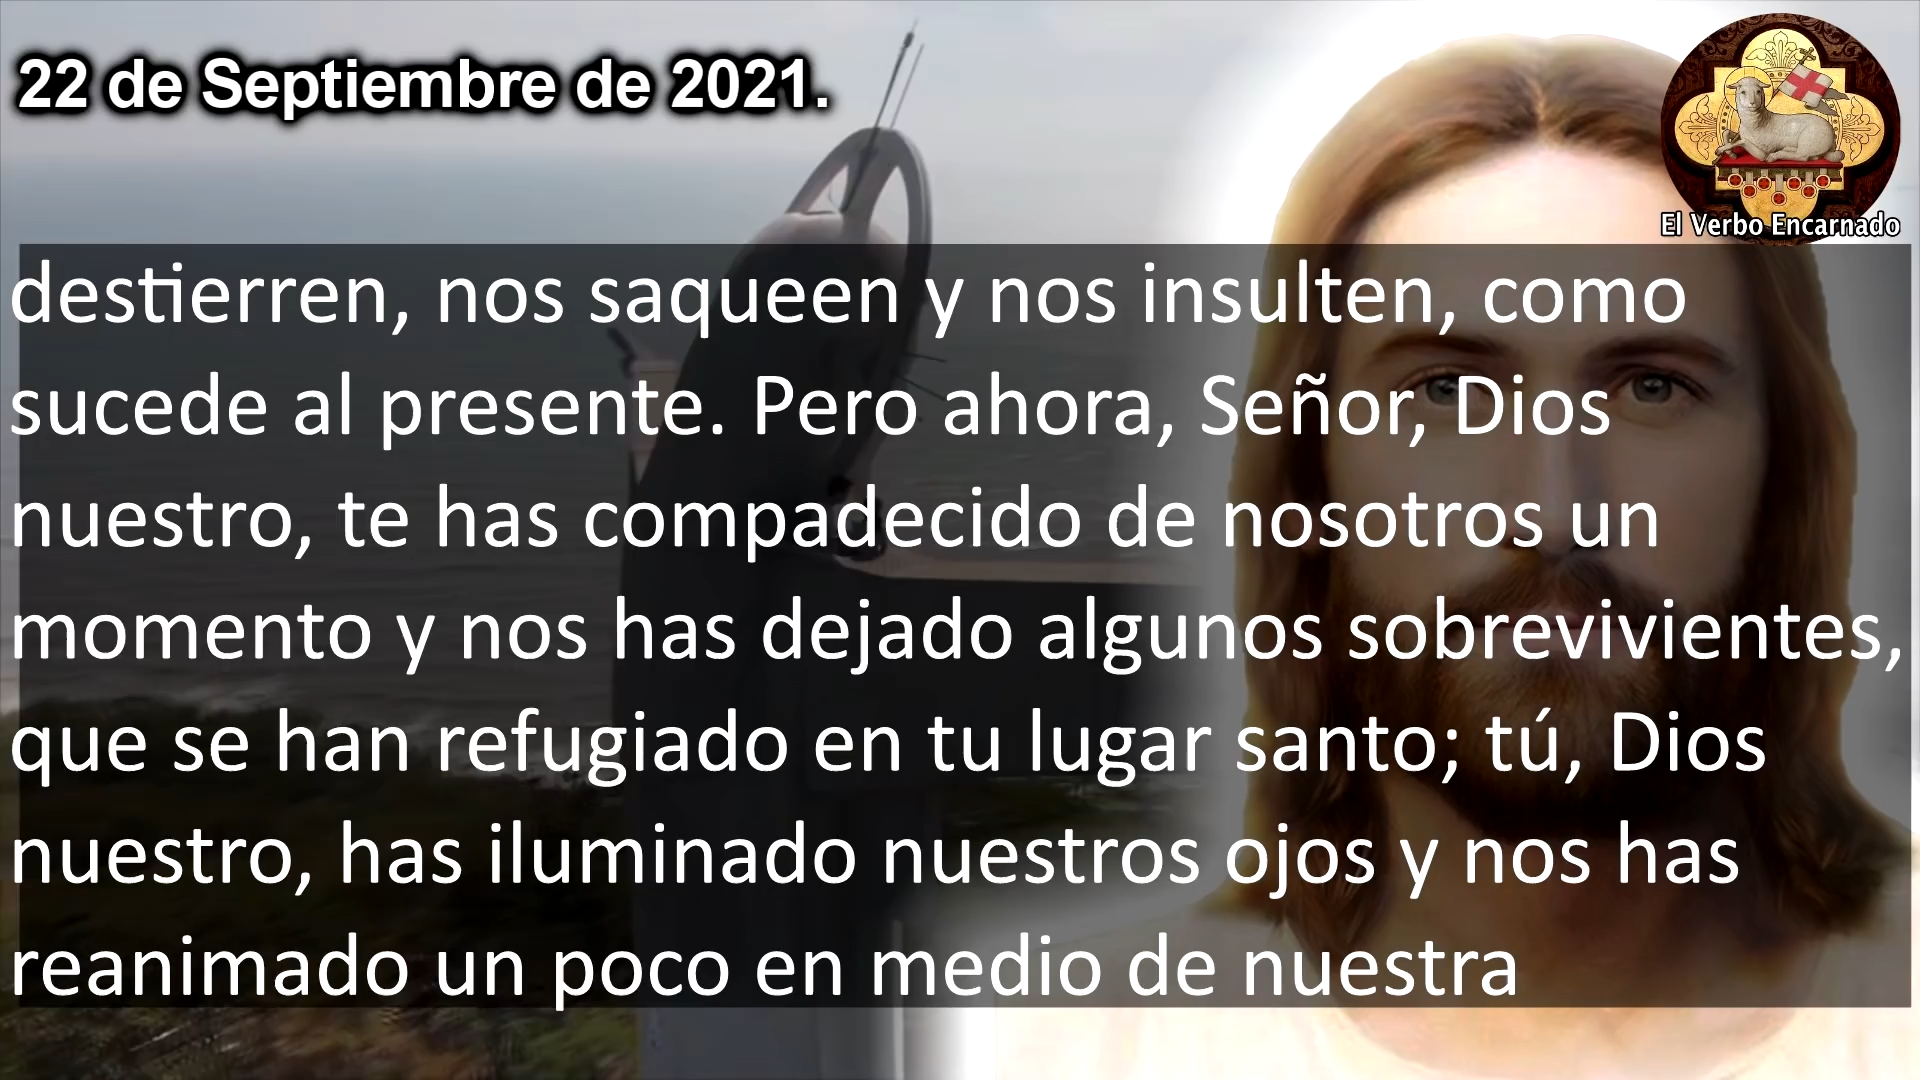 22 de Septiembre de 2021.
El Verbo Encarnado
destierren, nos saqueen y nos insulten, como
sucede al presente. Pero ahora, Señor, Dios
nuestro, te has compadecido de nosotros un
momento y nos has dejado algunos sobrevivientes,
que se han refugiado en tu lugar santo; tú, Dios
nuestro, has iluminado nuestros ojos y nos has
reanimado un poco en medio de nuestra